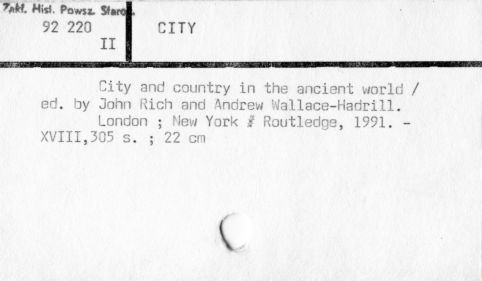 Zakł. Hist. Powsz. Staroż.
92 220
II
CITY
City and country in the ancient world /
ed. by John Rich and Andrew Wallace-Hadrill.
London ; New York : Routledge, 1991. -
XVIII,305 s. ; 22 cm